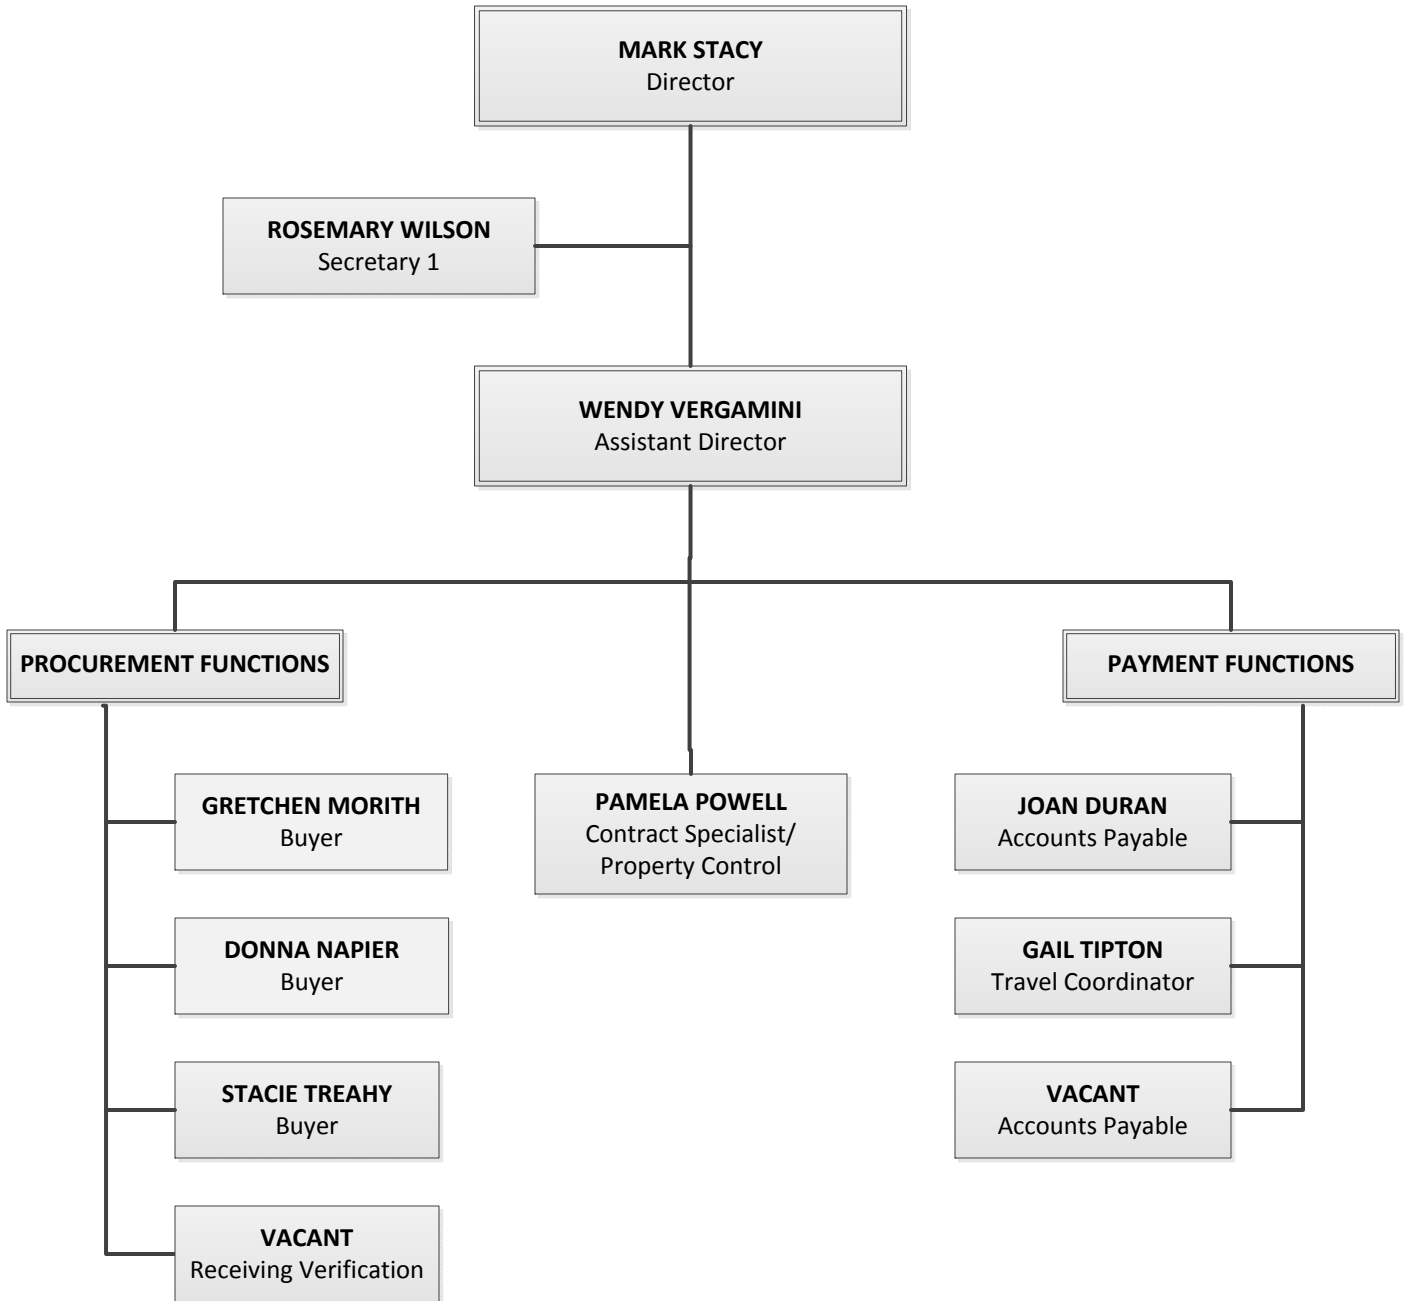 MARK STACY
Director
ROSEMARY WILSON
Secretary 1
WENDY VERGAMINI
Assistant Director
PROCUREMENT FUNCTIONS
PAYMENT FUNCTIONS
GRETCHEN MORITH
Buyer
PAMELA POWELL
Contract Specialist/
Property Control
JOAN DURAN
Accounts Payable
DONNA NAPIER
Buyer
GAIL TIPTON
Travel Coordinator
STACIE TREAHY
Buyer
VACANT
Accounts Payable
VACANT
Receiving Verification